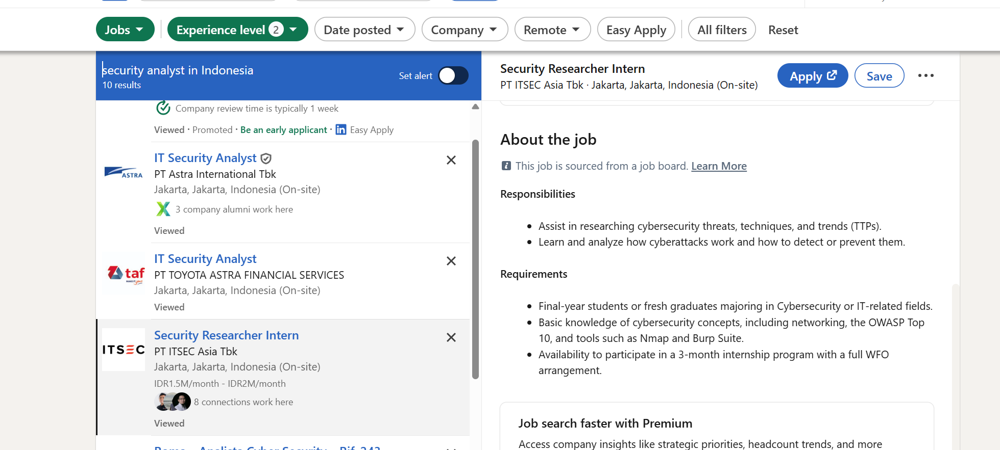 Jobs
Experience level 2
Date posted
Company
Remote
Easy Apply
All filters
Reset
security analyst in Indonesia
10 results
Set alert
Company review time is typically 1 week
Viewed · Promoted · Be an early applicant · in Easy Apply
ASTRA
IT Security Analyst
PT Astra International Tbk
Jakarta, Jakarta, Indonesia (On-site)
3 company alumni work here
Viewed
taf
IT Security Analyst
PT TOYOTA ASTRA FINANCIAL SERVICES
Jakarta, Jakarta, Indonesia (On-site)
Viewed
ITSEC
Security Researcher Intern
PT ITSEC Asia Tbk
Jakarta, Jakarta, Indonesia (On-site)
IDR1.5M/month - IDR2M/month
8 connections work here
Viewed
Security Researcher Intern
PT ITSEC Asia Tbk · Jakarta, Jakarta, Indonesia (On-site)
Apply
Save
About the job
This job is sourced from a job board. Learn More
Responsibilities
• Assist in researching cybersecurity threats, techniques, and trends (TTPs).
• Learn and analyze how cyberattacks work and how to detect or prevent them.
Requirements
• Final-year students or fresh graduates majoring in Cybersecurity or IT-related fields.
• Basic knowledge of cybersecurity concepts, including networking, the OWASP Top
10, and tools such as Nmap and Burp Suite.
• Availability to participate in a 3-month internship program with a full WFO
arrangement.
Job search faster with Premium
Access company insights like strategic priorities, headcount trends, and more